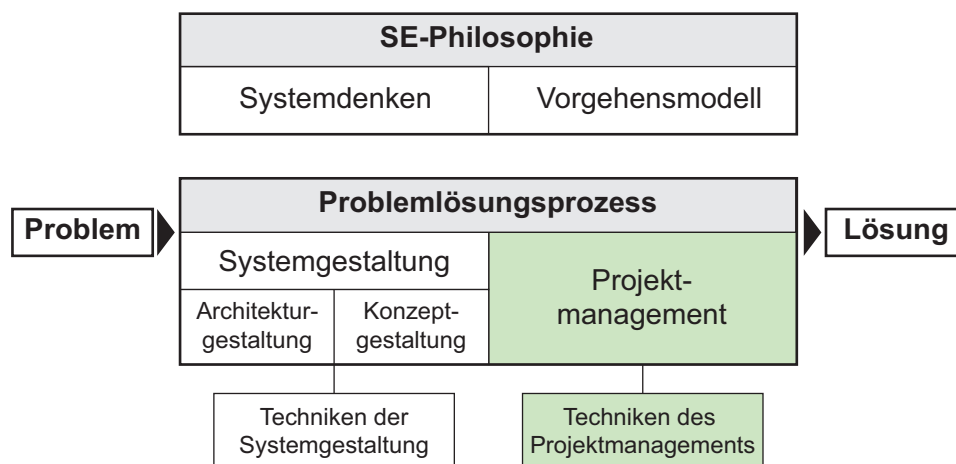 SE-Philosophie
Systemdenken
Vorgehensmodell
Problemlösungsprozess
Problem
Lösung
Systemgestaltung
Projekt-
management
Architektur-
gestaltung
Konzept-
gestaltung
Techniken der
Systemgestaltung
Techniken des
Projektmanagements